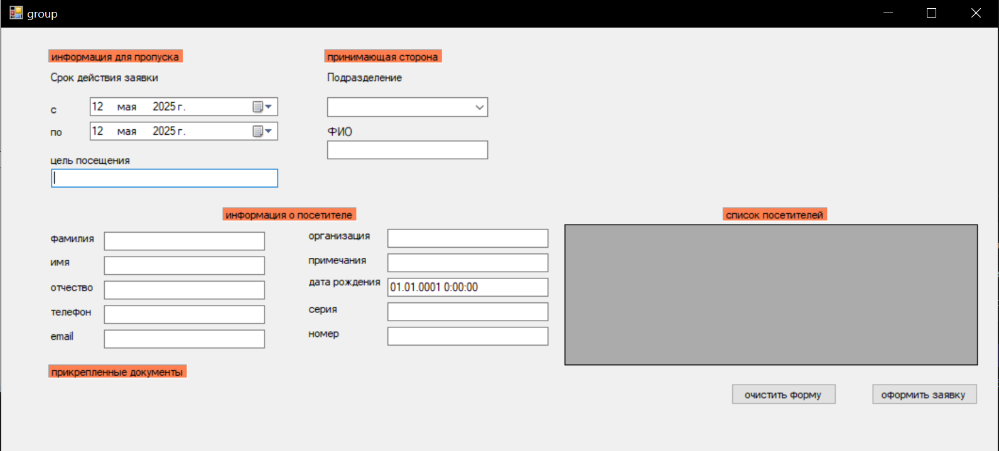 group
информация для пропуска
Срок действия заявки
с
12 мая 2025 г.
по
12 мая 2025 г.
цель посещения
принимающая сторона
Подразделение
ФИО
информация о посетителе
фамилия
имя
отчество
телефон
email
организация
примечания
дата рождения
01.01.0001 0:00:00
серия
номер
список посетителей
прикрепленные документы
очистить форму
оформить заявку